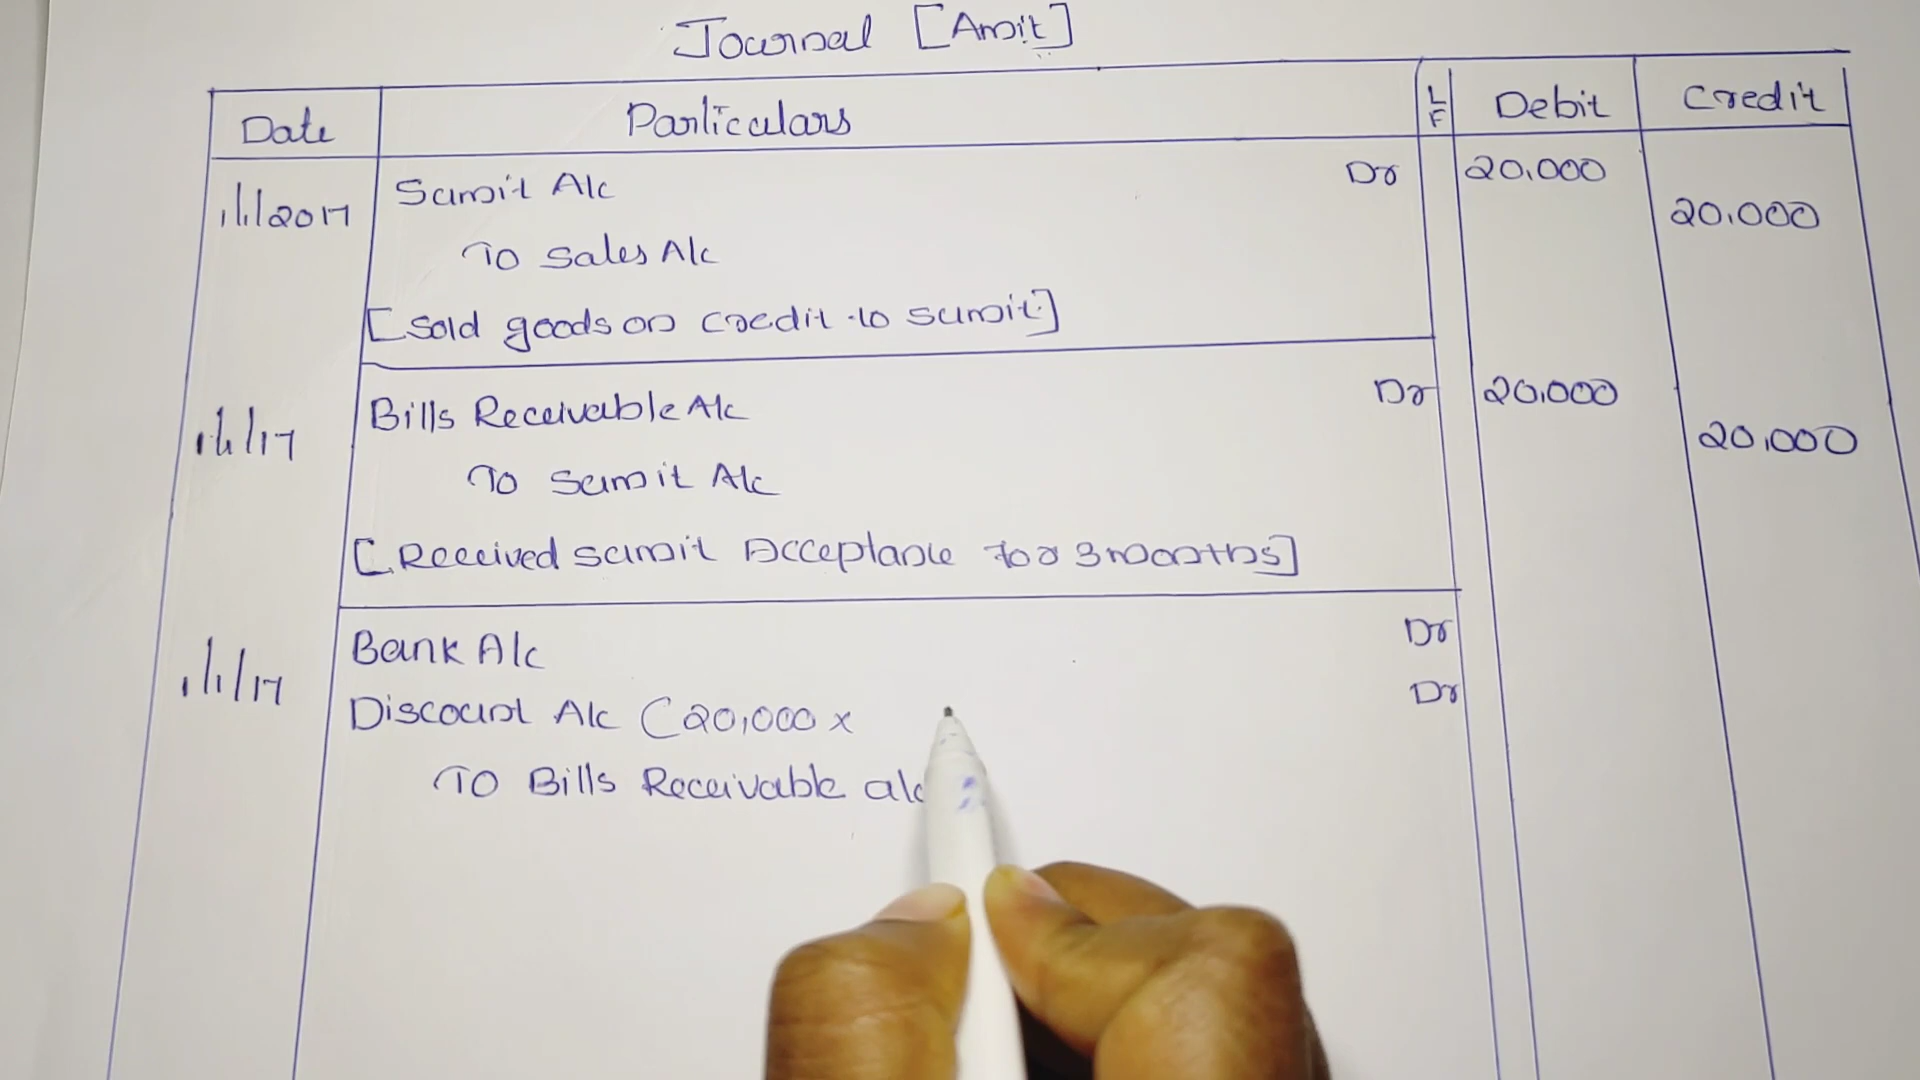 Journal [Amit]
Date Particulars LF Debit Credit
1/1/2017 Sumit A/c Dr 20,000
To Sales A/c 20,000
[Sold goods on credit to Sumit]
1/1/17 Bills Receivable A/c Dr 20,000
To Sumit A/c 20,000
[Received Sumit Acceptance for 3 months]
1/1/17 Bank A/c Dr
Discount A/c (20,000 x Dr
To Bills Receivable a/c